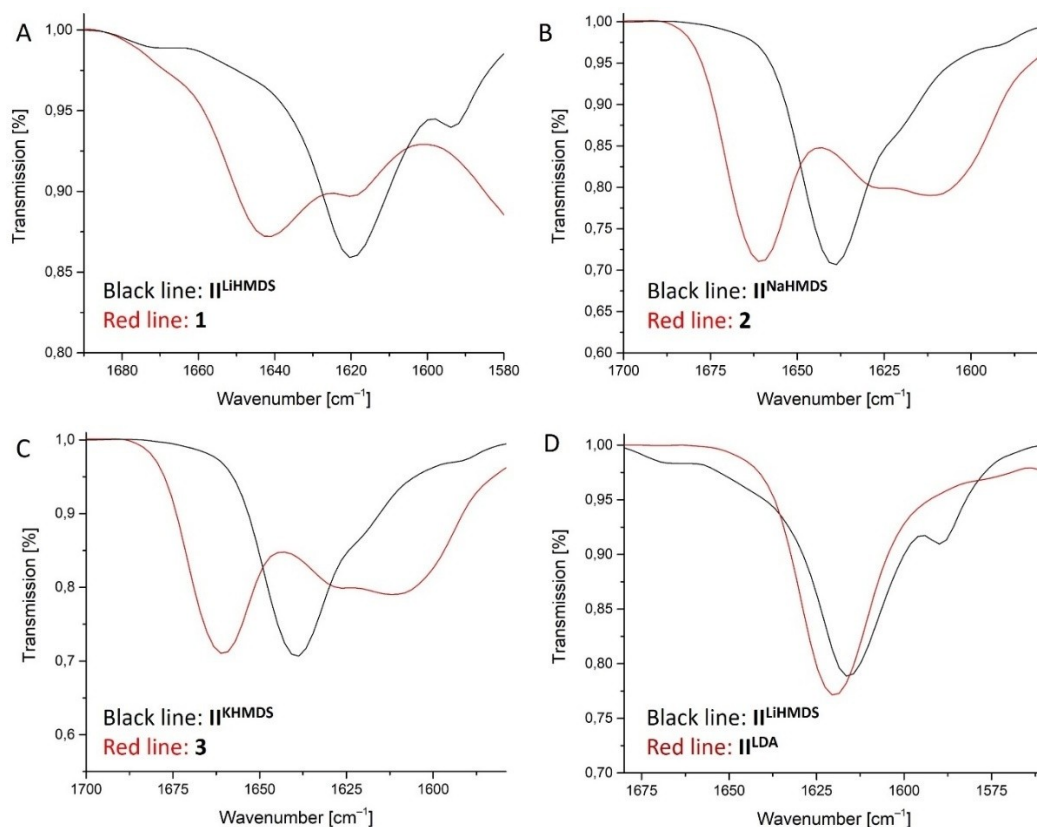 A
1,00
0,95
0,90
0,85
0,80
Transmission [%]
Black line: II^LiHMDS
Red line: 1
1680 1660 1640 1620 1600 1580
Wavenumber [cm⁻¹]
B
1,00
0,95
0,90
0,85
0,80
0,75
0,70
0,65
0,60
Transmission [%]
Black line: II^NaHMDS
Red line: 2
1700 1675 1650 1625 1600
Wavenumber [cm⁻¹]
C
1,0
0,9
0,8
0,7
0,6
Transmission [%]
Black line: II^KHMDS
Red line: 3
1700 1675 1650 1625 1600
Wavenumber [cm⁻¹]
D
1,00
0,95
0,90
0,85
0,80
0,75
0,70
Transmission [%]
Black line: II^LiHMDS
Red line: II^LDA
1675 1650 1625 1600 1575
Wavenumber [cm⁻¹]